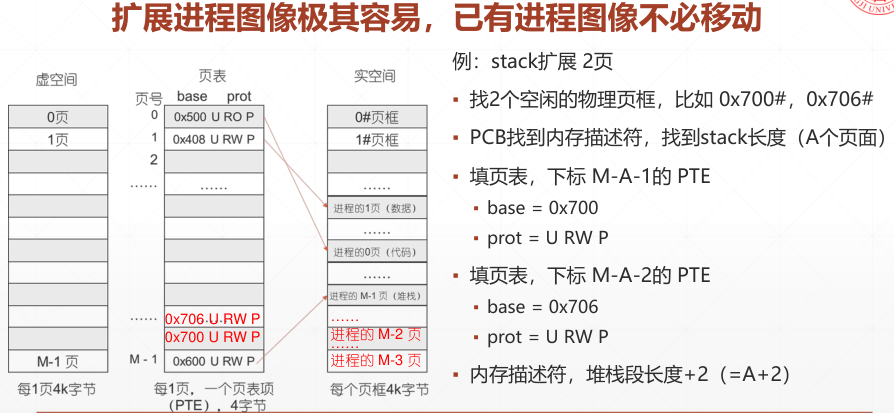 扩展进程图像极其容易，已有进程图像不必移动
虚空间
0页
1页
M-1 页
每1页4k字节
页表
页号 base prot
0 0x500 U RO P
1 0x408 U RW P
2
…… ……
…… 0x706 U RW P
0x700 U RW P
M - 1 0x600 U RW P
每1页，一个页表项
（PTE），4字节
实空间
0#页框
1#页框
……
进程的1页（数据）
……
进程的0页（代码）
……
进程的 M-1 页（堆栈）
……
进程的 M-2 页
……
进程的 M-3 页
每个页框4k字节
例：stack扩展 2页
▪ 找2个空闲的物理页框，比如 0x700#，0x706#
▪ PCB找到内存描述符，找到stack长度（A个页面）
▪ 填页表，下标 M-A-1的 PTE
▪ base = 0x700
▪ prot = U RW P
▪ 填页表，下标 M-A-2的 PTE
▪ base = 0x706
▪ prot = U RW P
▪ 内存描述符，堆栈段长度+2（=A+2）